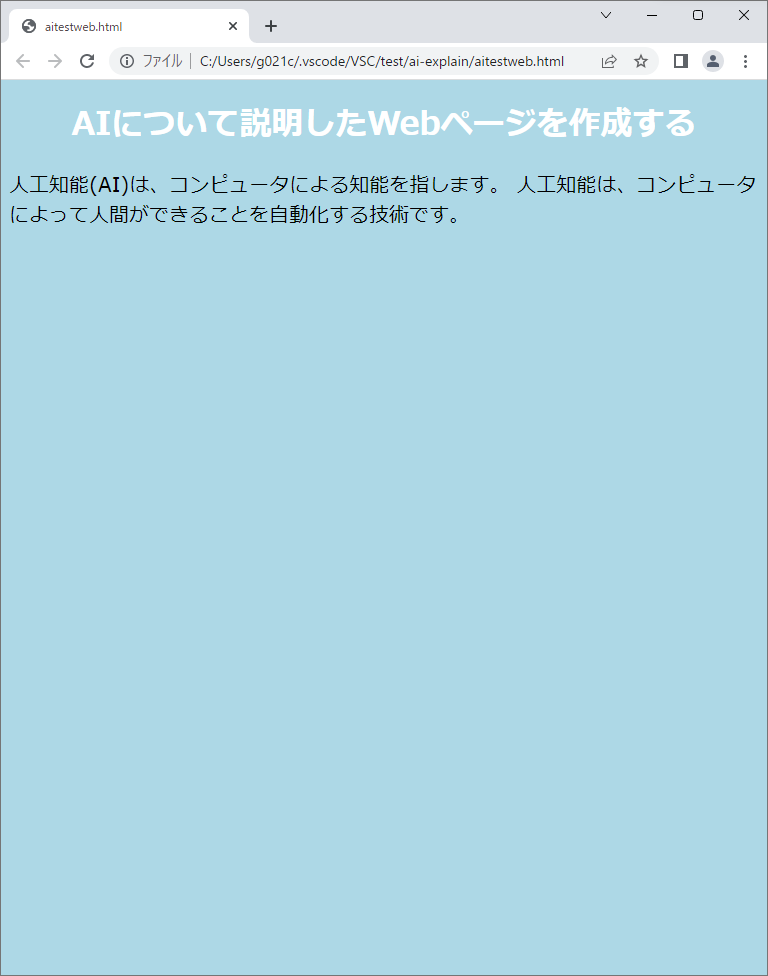 aitestweb.html
ファイル C:/Users/g021c/.vscode/VSC/test/ai-explain/aitestweb.html
AIについて説明したWebページを作成する
人工知能(AI)は、コンピュータによる知能を指します。 人工知能は、コンピュータ
によって人間ができることを自動化する技術です。